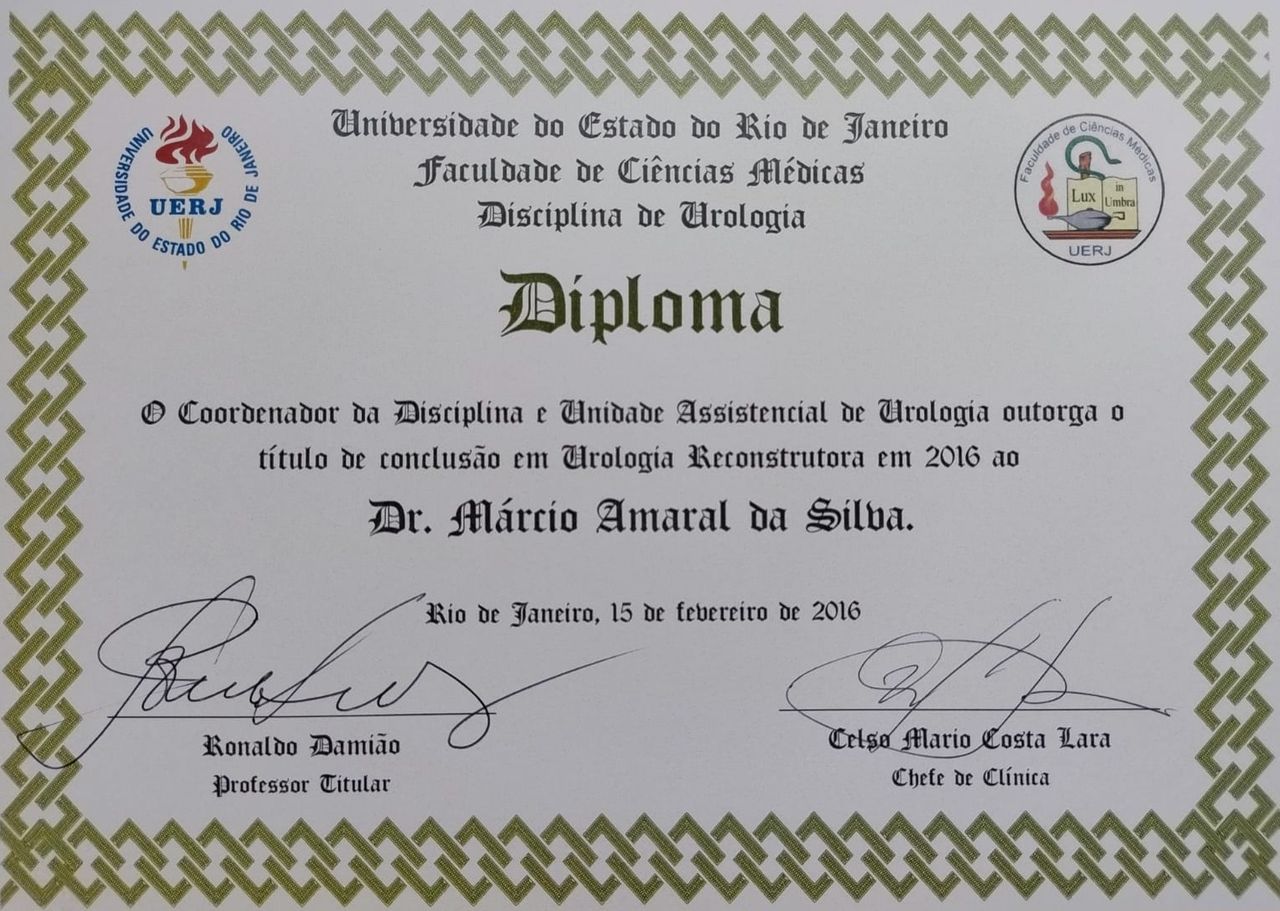 Universidade do Estado do Rio de Janeiro
Faculdade de Ciências Médicas
Disciplina de Urologia
UNIVERSIDADE DO ESTADO DO RIO DE JANEIRO
UERJ
Faculdade de Ciências Médicas
Lux in Umbra
UERJ
Diploma
O Coordenador da Disciplina e Unidade Assistencial de Urologia outorga o
título de conclusão em Urologia Reconstrutora em 2016 ao
Dr. Márcio Amaral da Silva.
Rio de Janeiro, 15 de fevereiro de 2016
Ronaldo Damião
Professor Titular
Celso Mario Costa Lara
Chefe de Clínica